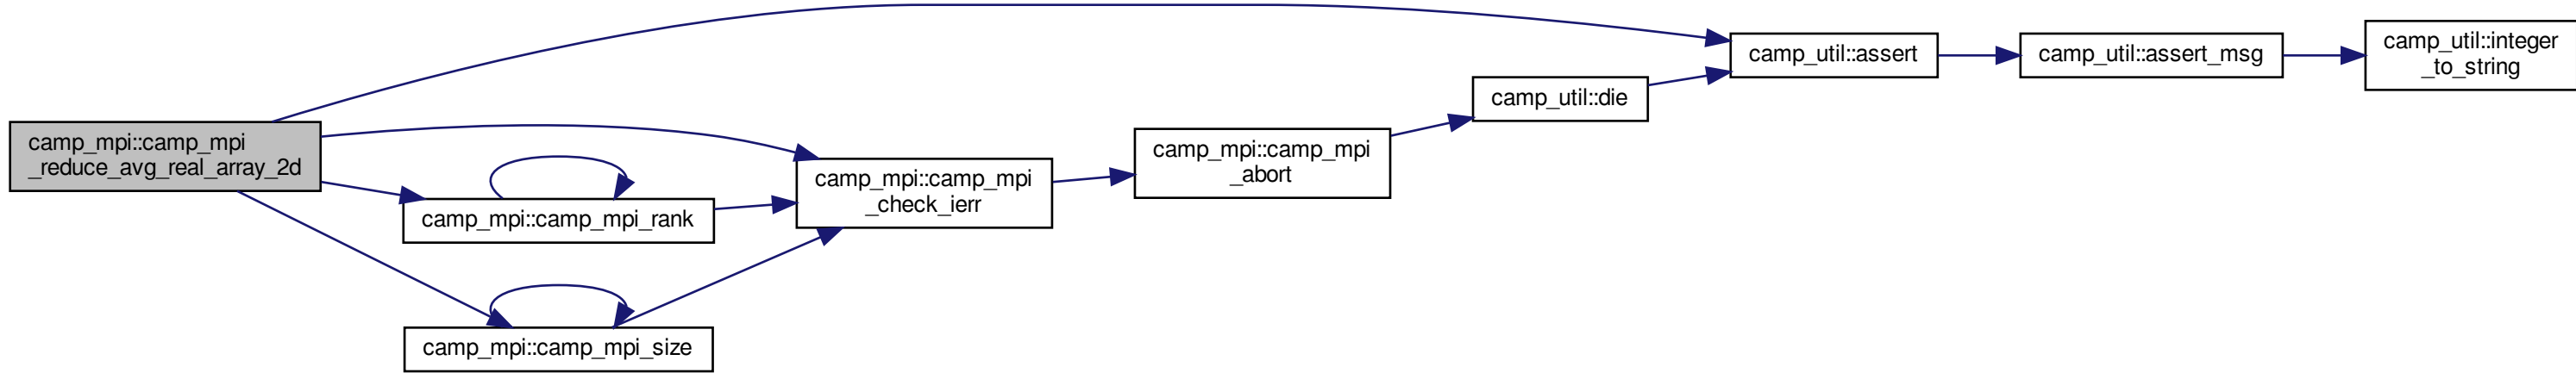 camp_mpi::camp_mpi
_reduce_avg_real_array_2d
camp_mpi::camp_mpi_rank
camp_mpi::camp_mpi_size
camp_mpi::camp_mpi
_check_ierr
camp_mpi::camp_mpi
_abort
camp_util::die
camp_util::assert
camp_util::assert_msg
camp_util::integer
_to_string